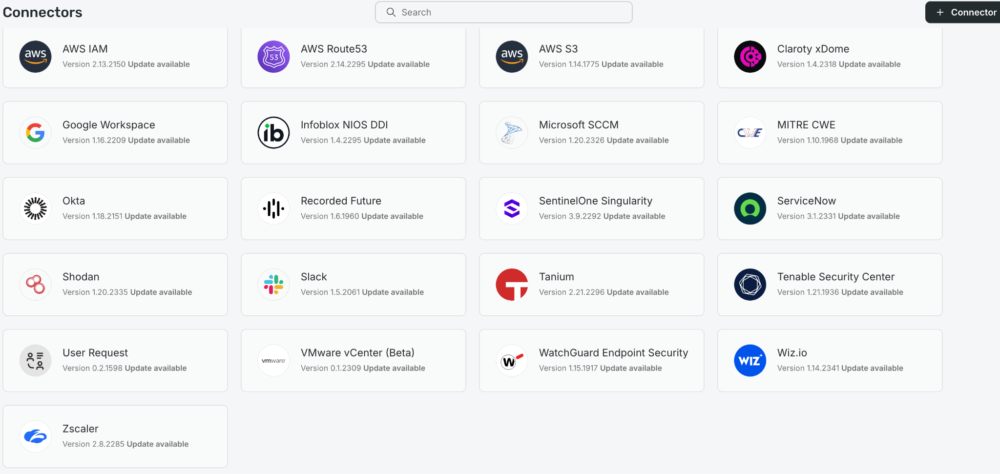 Connectors
Search
+ Connector
aws
AWS IAM
Version 2.13.2150 Update available
53
AWS Route53
Version 2.14.2295 Update available
aws
AWS S3
Version 1.14.1775 Update available
Claroty xDome
Version 1.4.2318 Update available
Google Workspace
Version 1.16.2209 Update available
ib
Infoblox NIOS DDI
Version 1.4.2295 Update available
Microsoft SCCM
Version 1.20.2326 Update available
CWE
MITRE CWE
Version 1.10.1968 Update available
Okta
Version 1.18.2151 Update available
Recorded Future
Version 1.6.1960 Update available
SentinelOne Singularity
Version 3.9.2292 Update available
ServiceNow
Version 3.1.2331 Update available
Shodan
Version 1.20.2335 Update available
Slack
Version 1.5.2061 Update available
Tanium
Version 2.21.2296 Update available
Tenable Security Center
Version 1.21.1936 Update available
User Request
Version 0.2.1598 Update available
vmware
VMware vCenter (Beta)
Version 0.1.2309 Update available
W
WatchGuard Endpoint Security
Version 1.15.1917 Update available
WIZ
Wiz.io
Version 1.14.2341 Update available
Zscaler
Version 2.8.2285 Update available